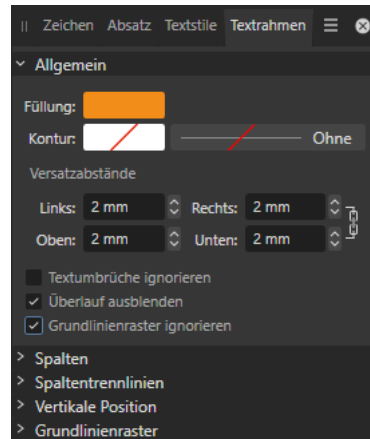 Zeichen Absatz Textstile Textrahmen
Allgemein
Füllung:
Kontur: Ohne
Versatzabstände
Links: 2 mm Rechts: 2 mm
Oben: 2 mm Unten: 2 mm
Textumbrüche ignorieren
Überlauf ausblenden
Grundlinienraster ignorieren
Spalten
Spaltentrennlinien
Vertikale Position
Grundlinienraster